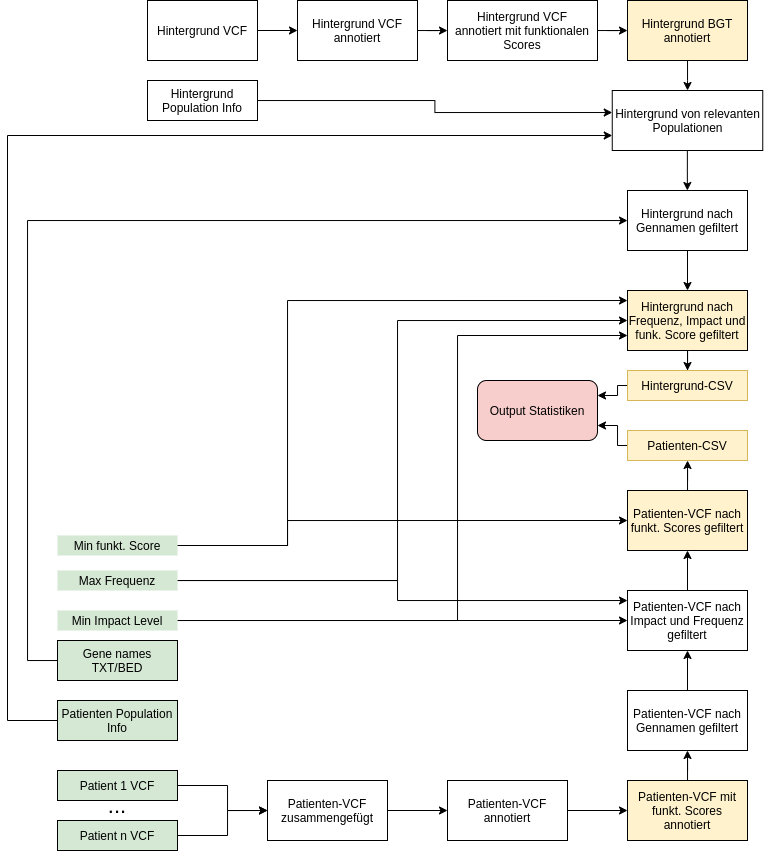 Hintergrund VCF
Hintergrund VCF
annotiert
Hintergrund VCF
annotiert mit funktionalen
Scores
Hintergrund BGT
annotiert
Hintergrund
Population Info
Hintergrund von relevanten
Populationen
Hintergrund nach
Gennamen gefiltert
Hintergrund nach
Frequenz, Impact und
funk. Score gefiltert
Hintergrund-CSV
Output Statistiken
Patienten-CSV
Patienten-VCF nach
funkt. Scores gefiltert
Min funkt. Score
Max Frequenz
Min Impact Level
Patienten-VCF nach
Impact und Frequenz
gefiltert
Gene names
TXT/BED
Patienten Population
Info
Patienten-VCF nach
Gennamen gefiltert
Patient 1 VCF
...
Patient n VCF
Patienten-VCF
zusammengefügt
Patienten-VCF
annotiert
Patienten-VCF mit
funkt. Scores
annotiert